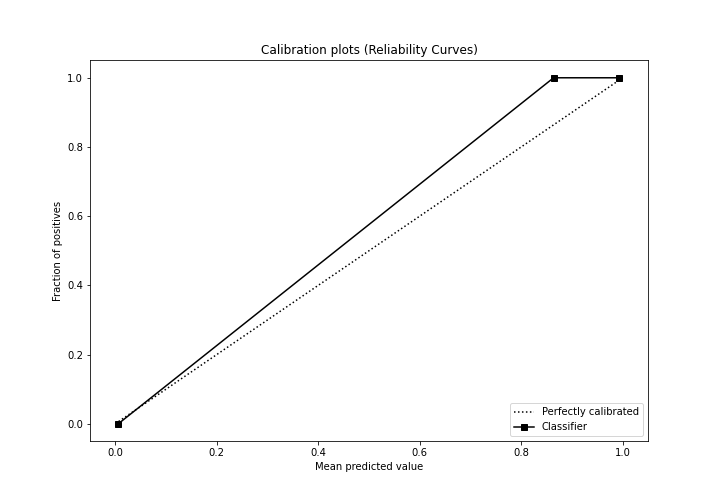 Calibration plots (Reliability Curves)
1.0
0.8
0.6
0.4
0.2
0.0
Fraction of positives
0.0 0.2 0.4 0.6 0.8 1.0
Mean predicted value
Perfectly calibrated
Classifier